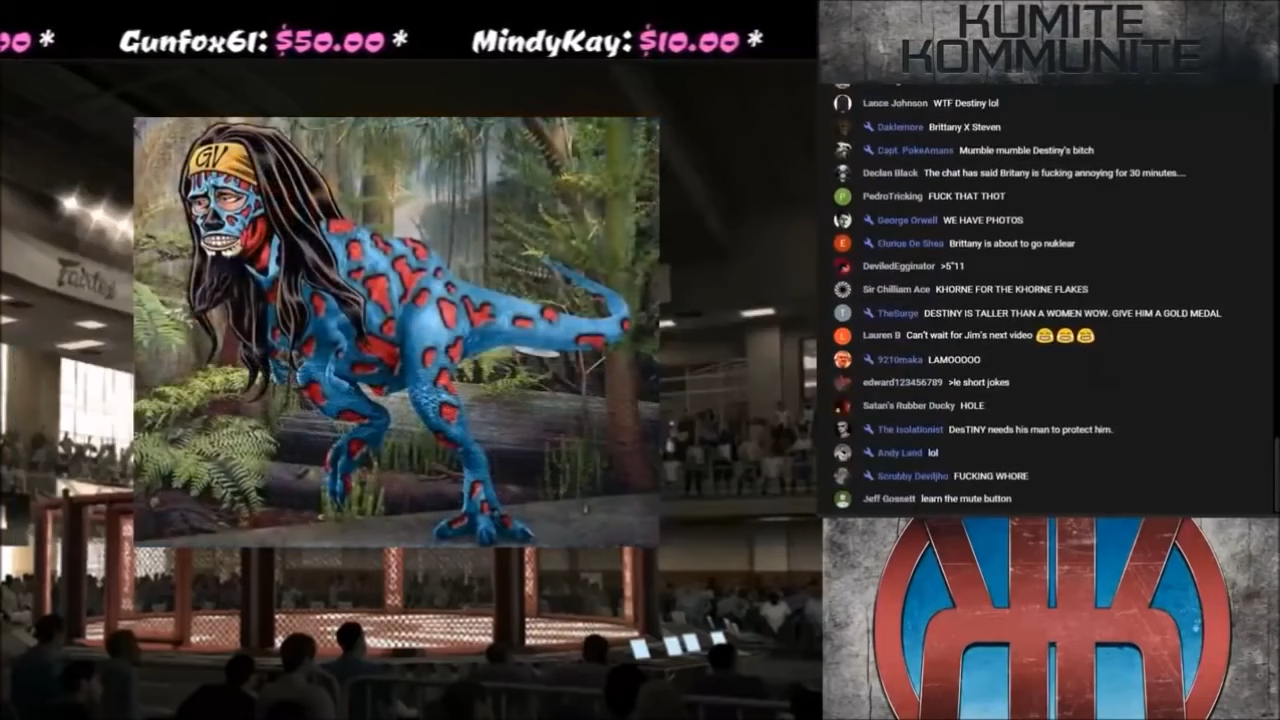 00 * Gunfox61: $50.00 * MindyKay: $10.00 *
KUMITE
KOMMUNITE
GV
Lance Johnson WTF Destiny lol
Daklemore Brittany X Steven
Capt. PokeAmans Mumble mumble Destiny's bitch
Declan Black The chat has said Britany is fucking annoying for 30 minutes....
P PedroTricking FUCK THAT THOT
George Orwell WE HAVE PHOTOS
E Elurius De Shea Brittany is about to go nuklear
DeviledEgginator >5"11
Sir Chilliam Ace KHORNE FOR THE KHORNE FLAKES
T TheSurge DESTINY IS TALLER THAN A WOMEN WOW. GIVE HIM A GOLD MEDAL
L Lauren B Can't wait for Jim's next video
9210maka LAMOOOOO
edward123456789 >le short jokes
Satan's Rubber Ducky HOLE
The Isolationist DesTINY needs his man to protect him.
Andy Land lol
Scrubby Deviljho FUCKING WHORE
Jeff Gossett learn the mute button